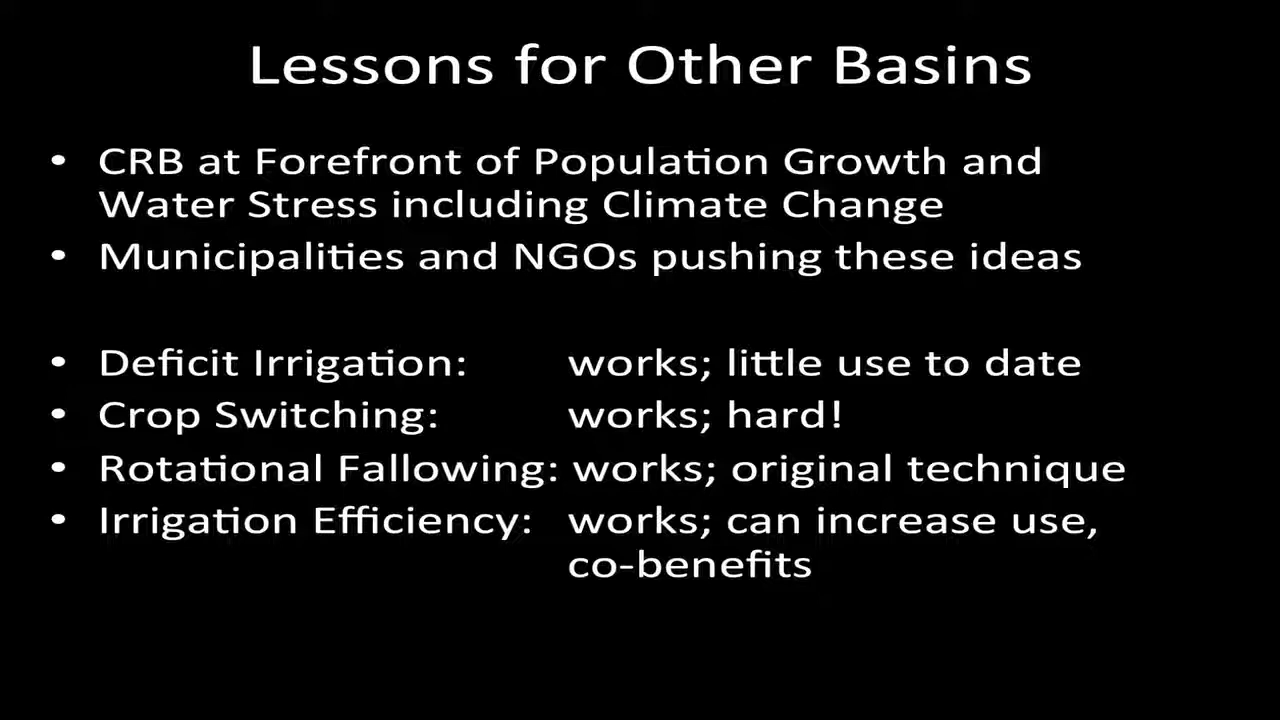 Lessons for Other Basins
• CRB at Forefront of Population Growth and
Water Stress including Climate Change
• Municipalities and NGOs pushing these ideas
• Deficit Irrigation: works; little use to date
• Crop Switching: works; hard!
• Rotational Fallowing: works; original technique
• Irrigation Efficiency: works; can increase use,
co-benefits